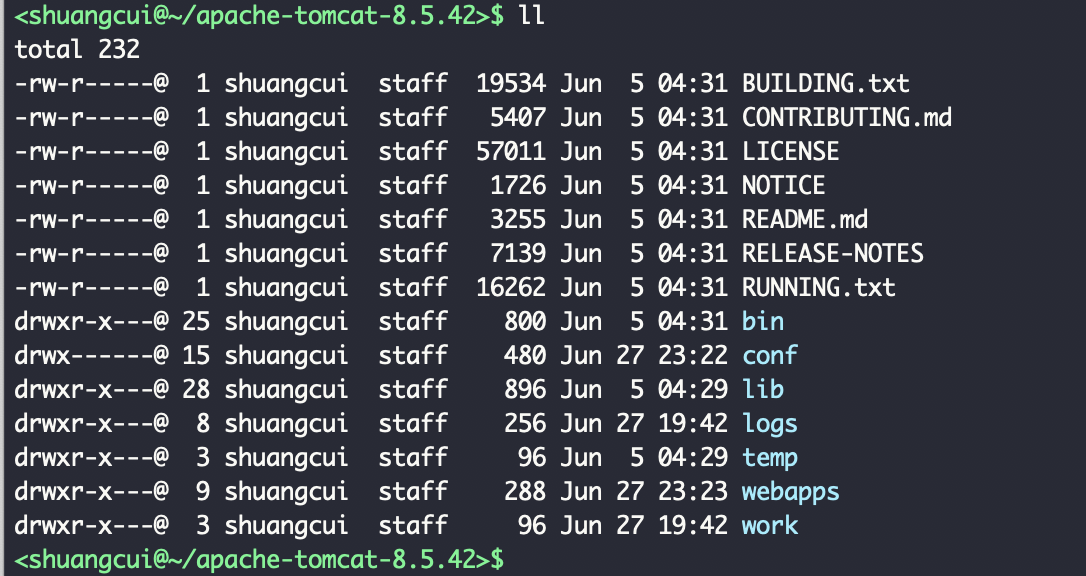 <shuangcui@~/apache-tomcat-8.5.42>$ ll
total 232
-rw-r-----@  1 shuangcui  staff  19534 Jun  5 04:31 BUILDING.txt
-rw-r-----@  1 shuangcui  staff   5407 Jun  5 04:31 CONTRIBUTING.md
-rw-r-----@  1 shuangcui  staff  57011 Jun  5 04:31 LICENSE
-rw-r-----@  1 shuangcui  staff   1726 Jun  5 04:31 NOTICE
-rw-r-----@  1 shuangcui  staff   3255 Jun  5 04:31 README.md
-rw-r-----@  1 shuangcui  staff   7139 Jun  5 04:31 RELEASE-NOTES
-rw-r-----@  1 shuangcui  staff  16262 Jun  5 04:31 RUNNING.txt
drwxr-x---@ 25 shuangcui  staff    800 Jun  5 04:31 bin
drwx------@ 15 shuangcui  staff    480 Jun 27 23:22 conf
drwxr-x---@ 28 shuangcui  staff    896 Jun  5 04:29 lib
drwxr-x---@  8 shuangcui  staff    256 Jun 27 19:42 logs
drwxr-x---@  3 shuangcui  staff     96 Jun  5 04:29 temp
drwxr-x---@  9 shuangcui  staff    288 Jun 27 23:23 webapps
drwxr-x---@  3 shuangcui  staff     96 Jun 27 19:42 work
<shuangcui@~/apache-tomcat-8.5.42>$